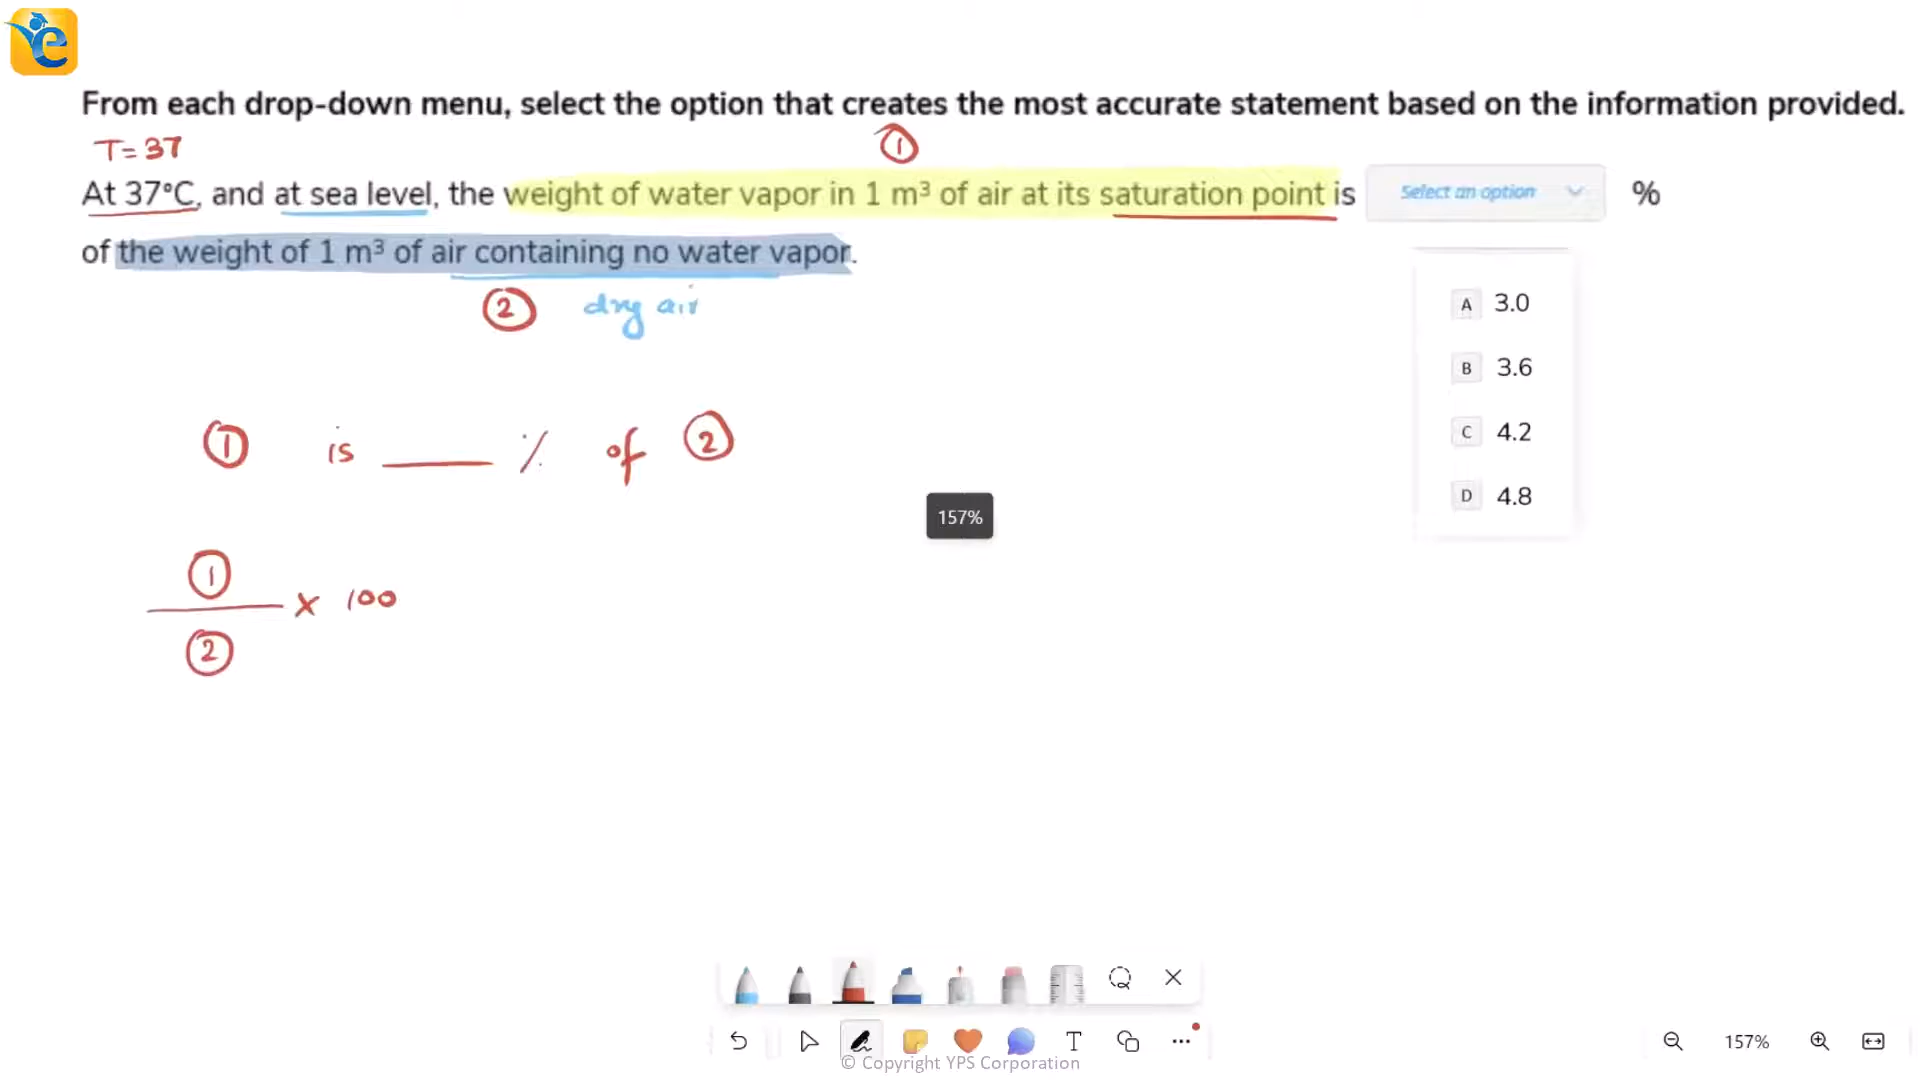 e
From each drop-down menu, select the option that creates the most accurate statement based on the information provided.
T=37
①
At 37°C, and at sea level, the weight of water vapor in 1 m³ of air at its saturation point is Select an option %
of the weight of 1 m³ of air containing no water vapor.
② dry air
A 3.0
B 3.6
① is ____ % of ②
C 4.2
D 4.8
157%
①
× 100
②
T
157%
© Copyright YPS Corporation